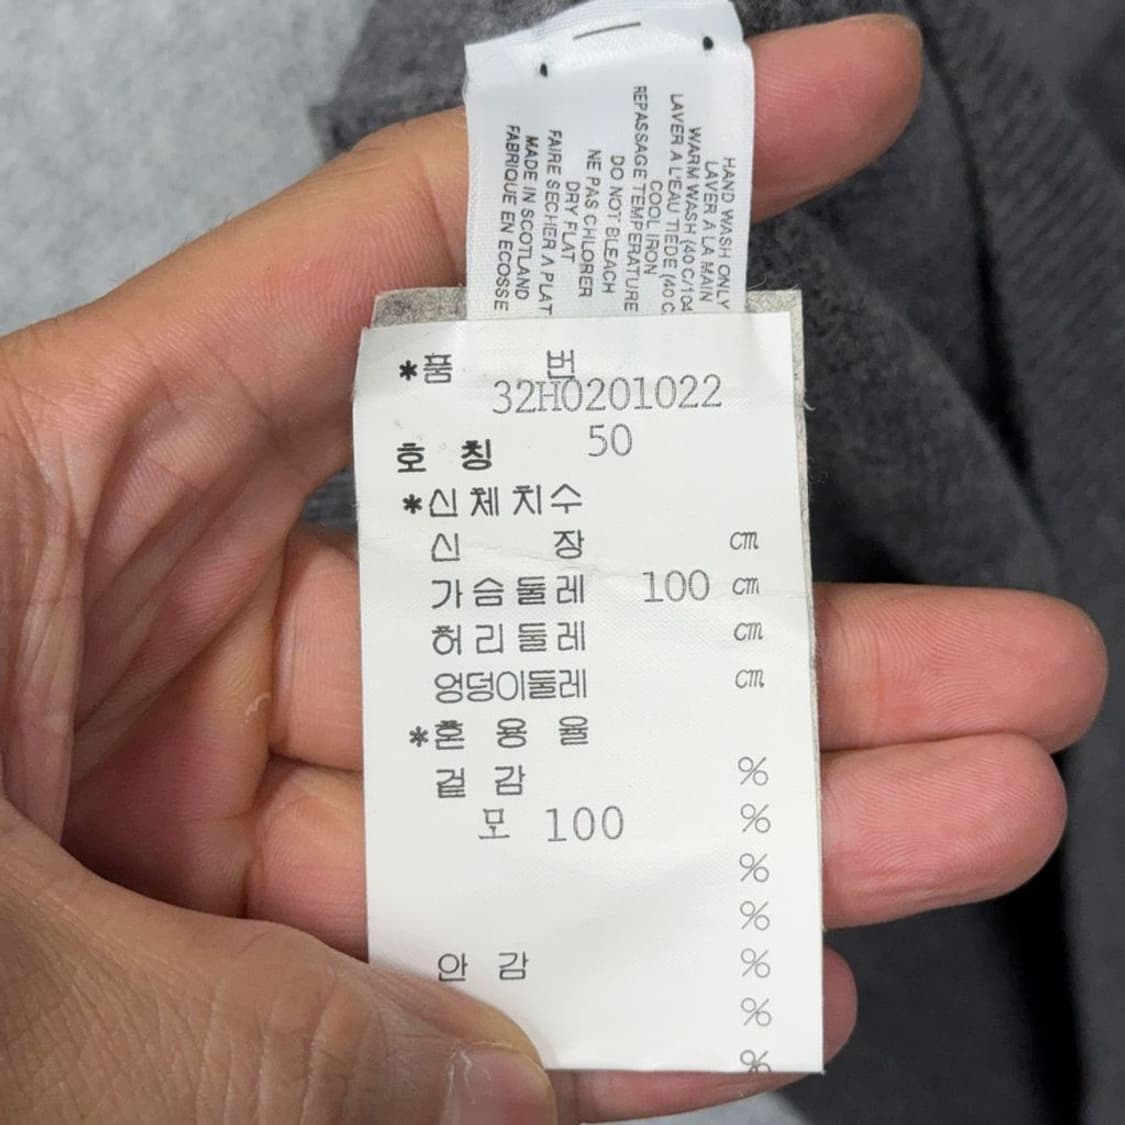 HAND WASH ONLY
LAVER A LA MAIN
WARM WASH (40 C/104
LAVER A L'EAU TIEDE (40 C
COOL IRON
REPASSAGE TEMPERATURE
DO NOT BLEACH
NE PAS CHLORER
DRY FLAT
FAIRE SECHER A PLAT
MADE IN SCOTLAND
FABRIQUE EN ECOSSE
*품 번
32H0201022
호 칭 50
*신체치수
신 장 cm
가슴둘레 100 cm
허리둘레 cm
엉덩이둘레 cm
*혼 용 율
겉 감 %
모 100 %
%
%
안 감 %
%
%